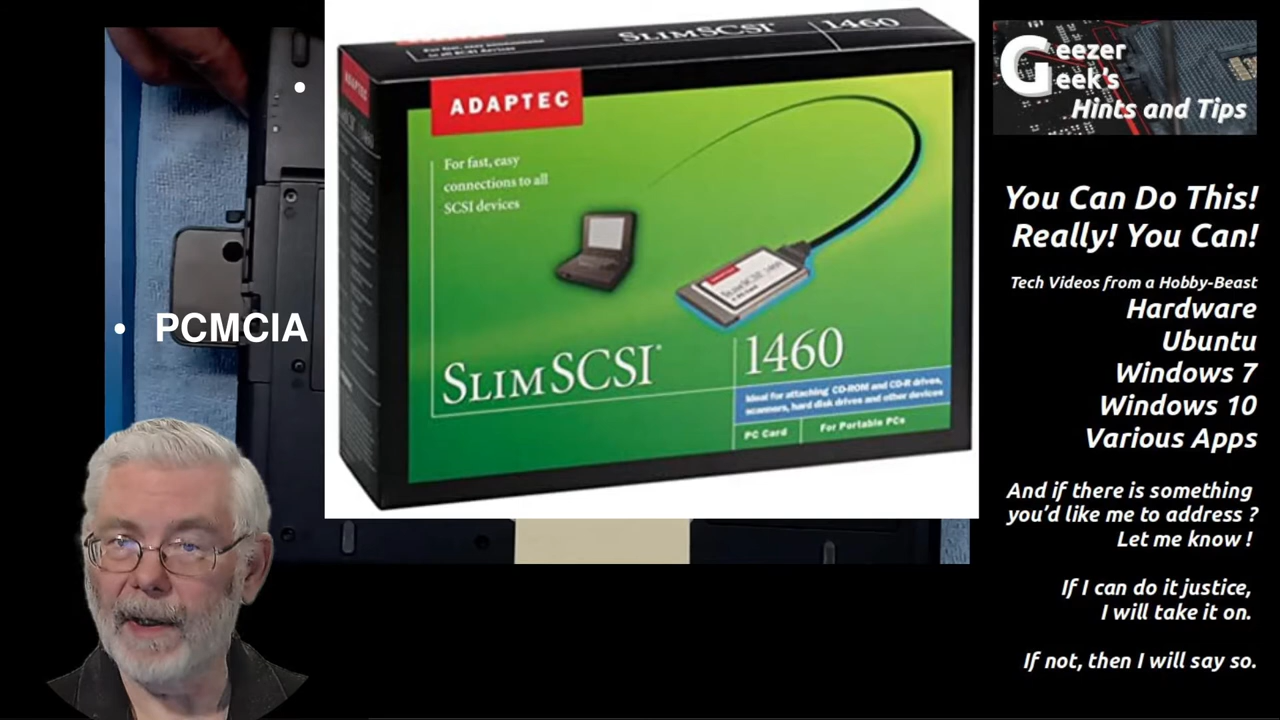 SLIMSCSI® 1460
ADAPTEC
For fast, easy
connections to all
SCSI devices
SLIMSCSI® 1460
SLIMSCSI® 1460
Ideal for attaching CD-ROM and CD-R drives,
scanners, hard disk drives and other devices
PC Card For Portable PCs
• PCMCIA
Geezer
Geek's
Hints and Tips
You Can Do This!
Really! You Can!
Tech Videos from a Hobby-Beast
Hardware
Ubuntu
Windows 7
Windows 10
Various Apps
And if there is something
you'd like me to address ?
Let me know !
If I can do it justice,
I will take it on.
If not, then I will say so.